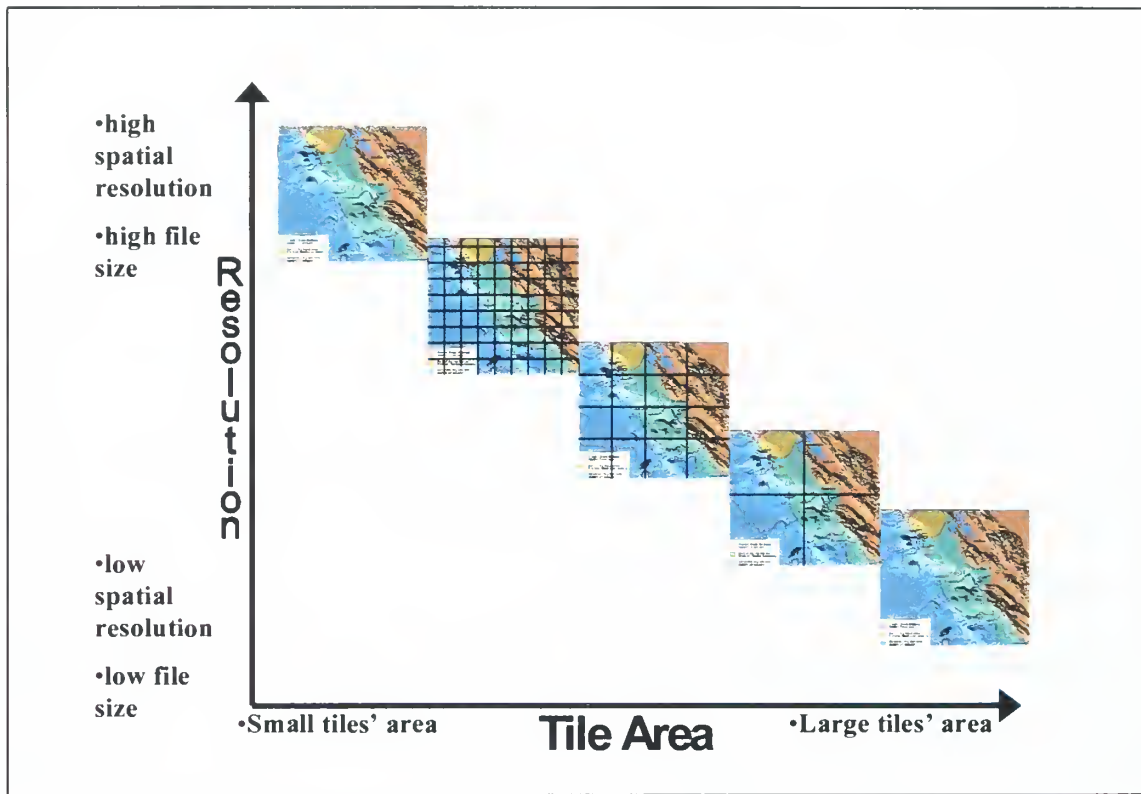 •high
spatial
resolution
•high file
size
Resolution
•low
spatial
resolution
•low file
size
•Small tiles' area
Tile Area
•Large tiles' area